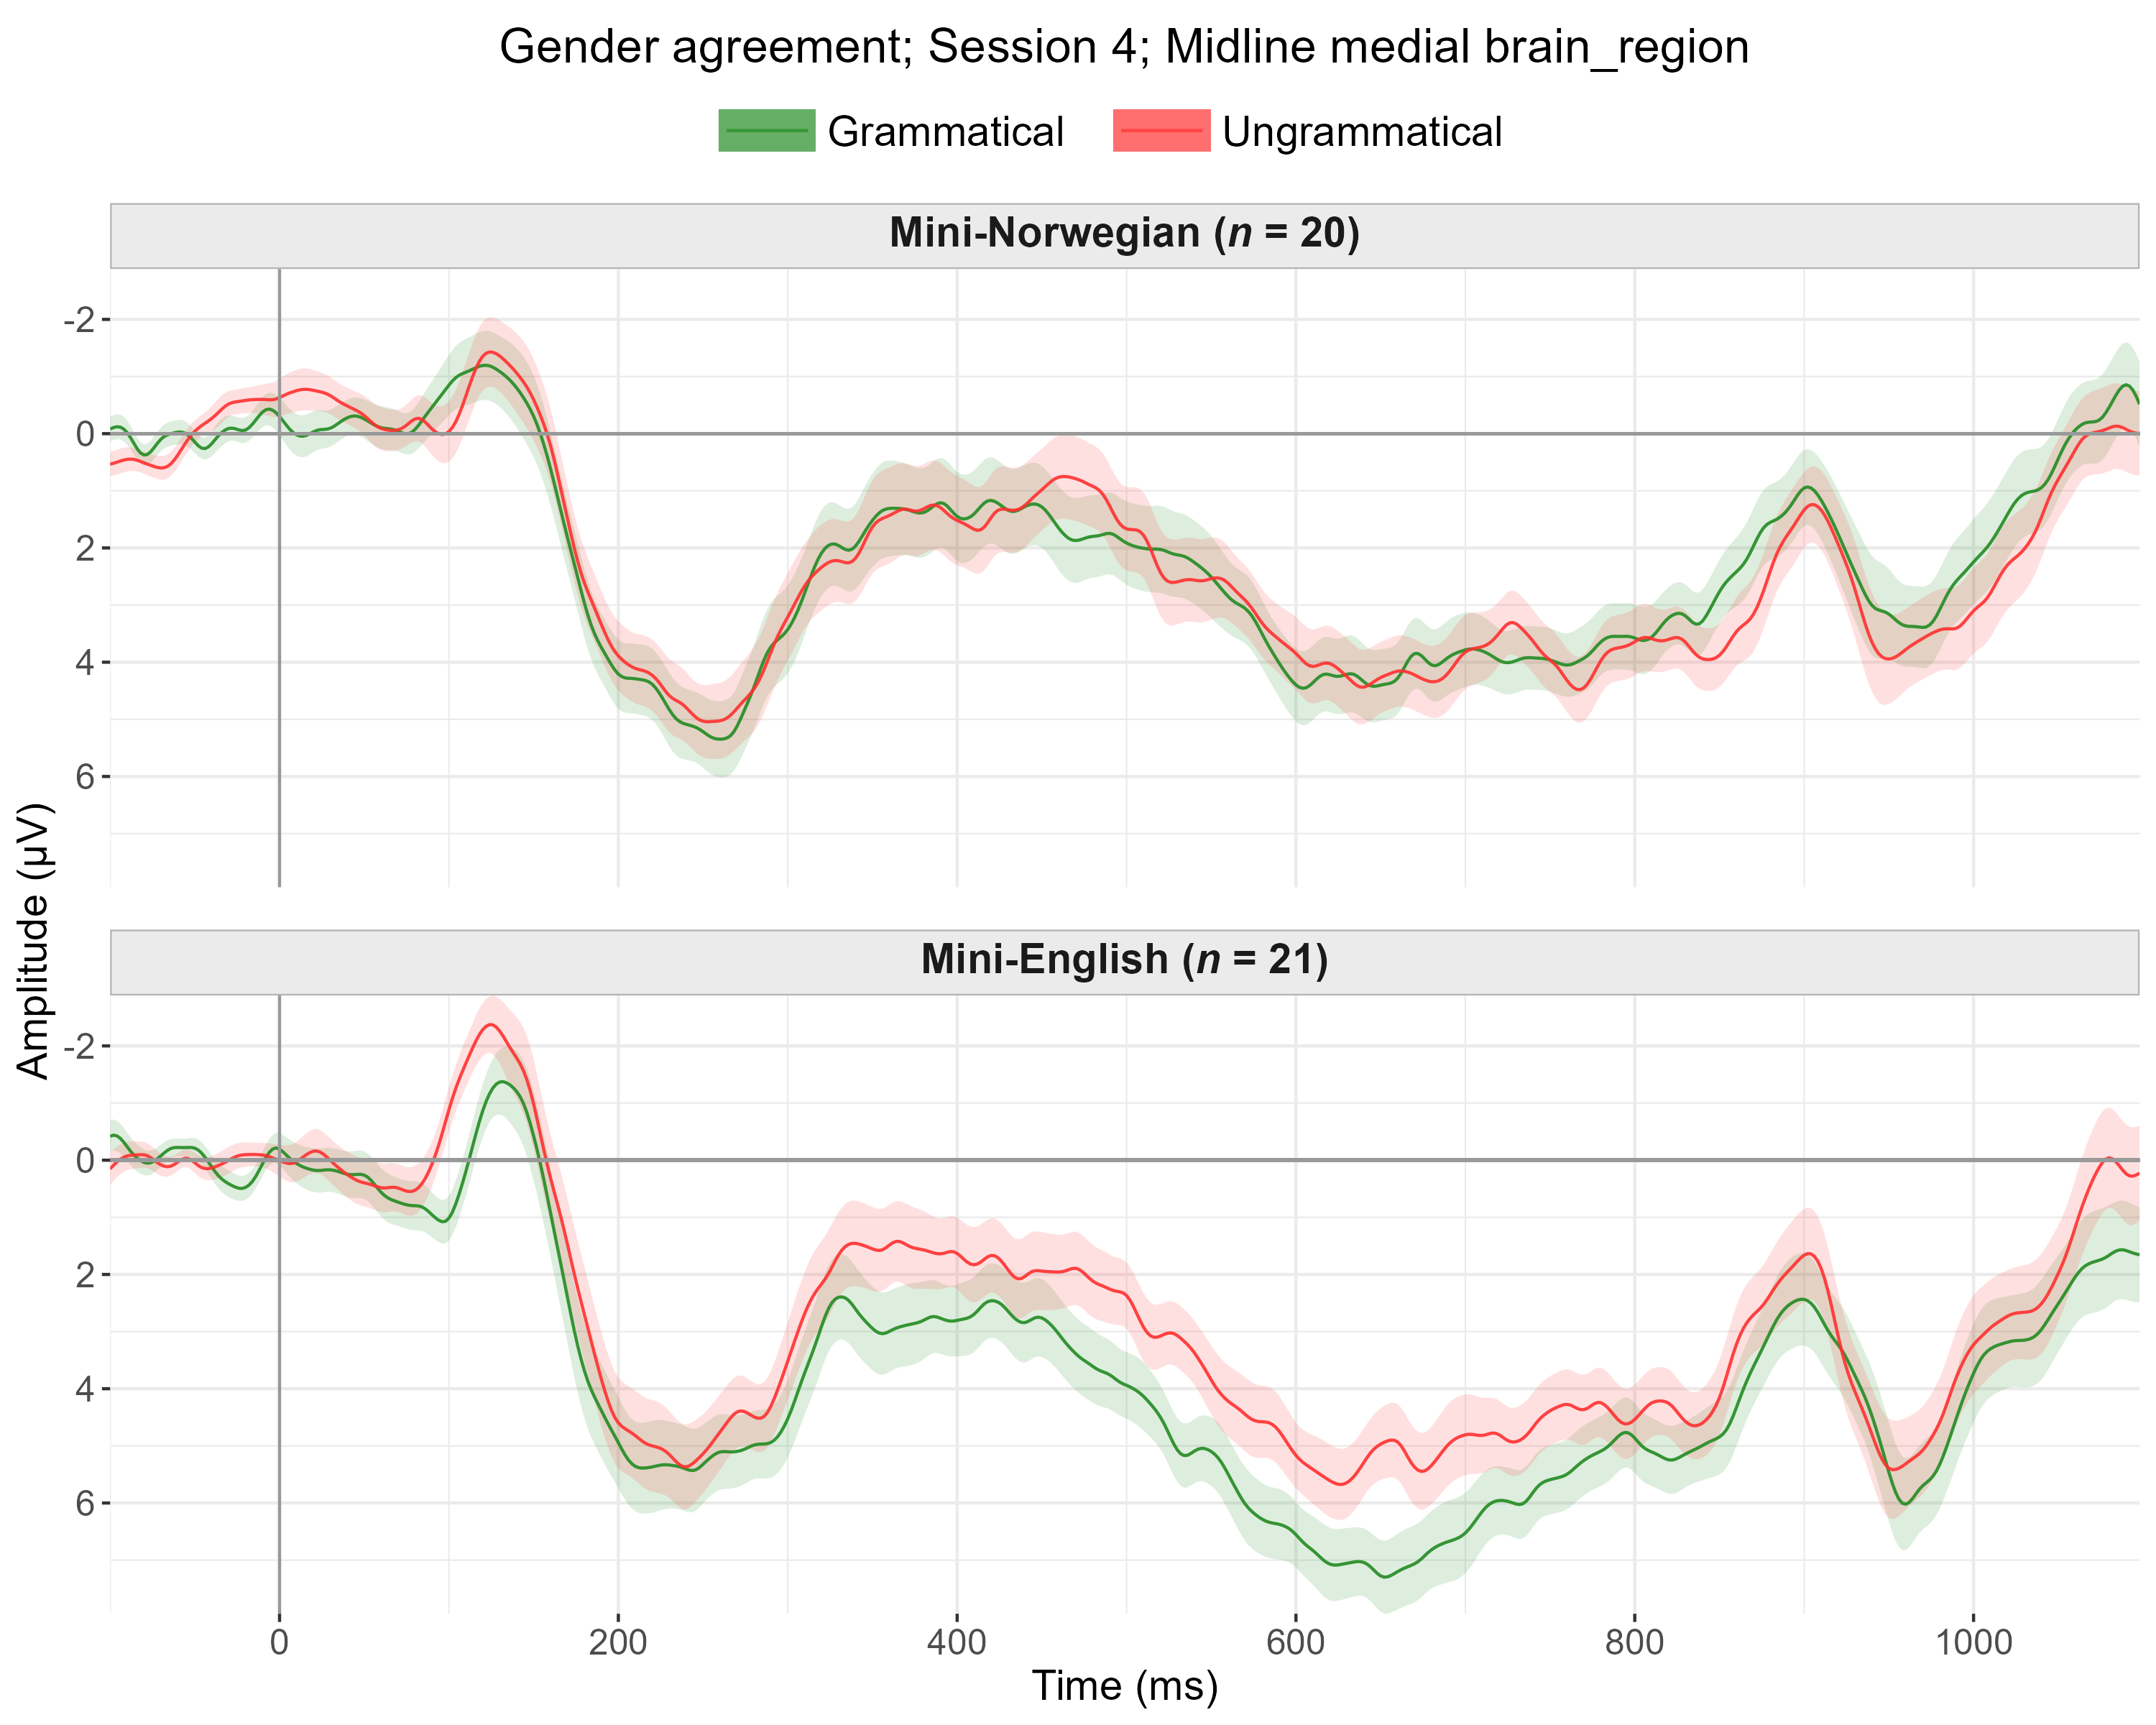 Gender agreement; Session 4; Midline medial brain_region
Grammatical Ungrammatical
Mini-Norwegian (n = 20)
-2
0
2
4
6
Amplitude (µV)
Mini-English (n = 21)
-2
0
2
4
6
0 200 400 600 800 1000
Time (ms)